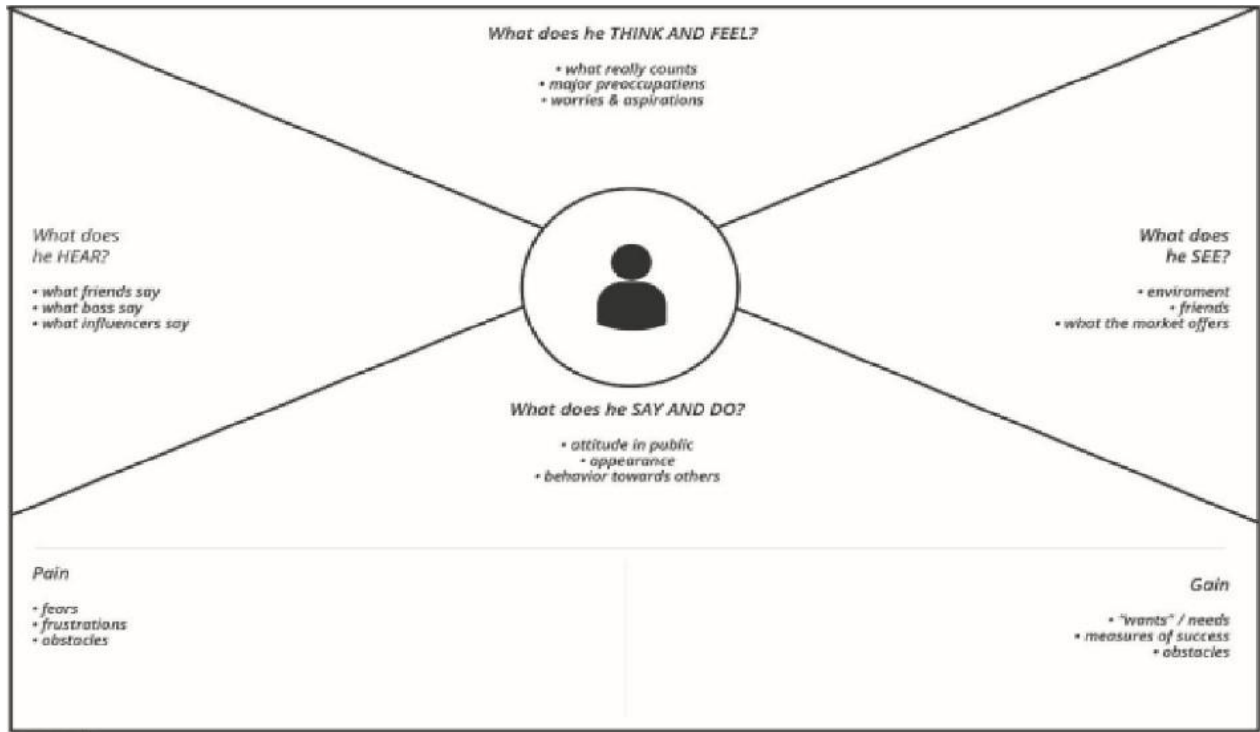 What does he THINK AND FEEL?
• what really counts
• major preoccupations
• worries & aspirations
What does
he HEAR?
• what friends say
• what boss say
• what influencers say
What does
he SEE?
• enviroment
• friends
• what the market offers
What does he SAY AND DO?
• attitude in public
• appearance
• behavior towards others
Pain
• fears
• frustrations
• obstacles
Gain
• "wants" / needs
• measures of success
• obstacles